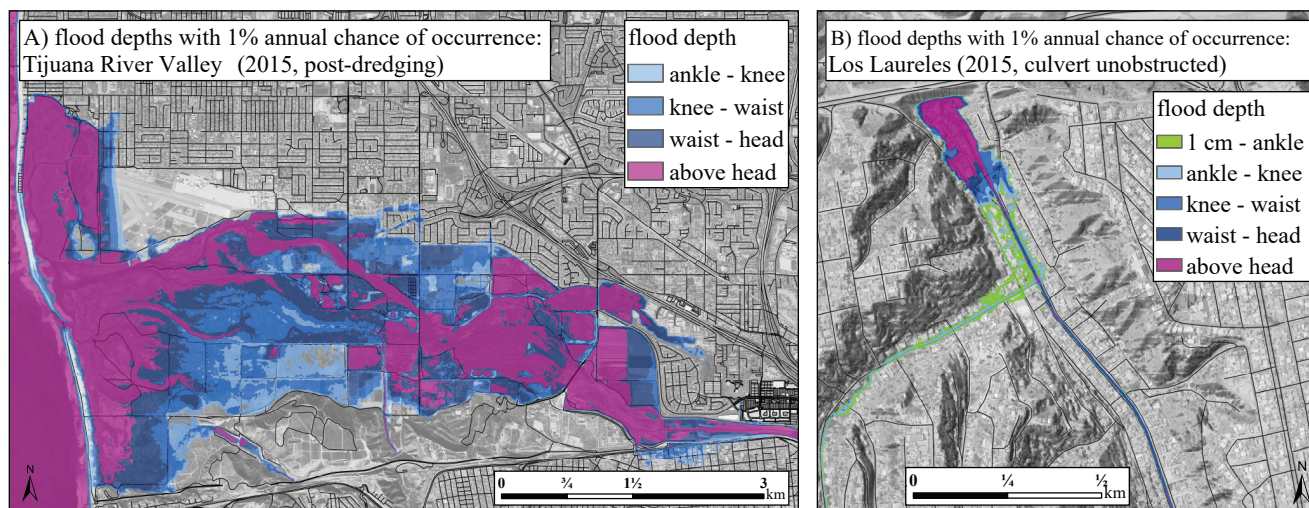 A) flood depths with 1% annual chance of occurrence:
Tijuana River Valley (2015, post-dredging)
flood depth
ankle - knee
knee - waist
waist - head
above head
N
0 ¾ 1½ 3
km
B) flood depths with 1% annual chance of occurrence:
Los Laureles (2015, culvert unobstructed)
flood depth
1 cm - ankle
ankle - knee
knee - waist
waist - head
above head
N
0 ¼ ½
km